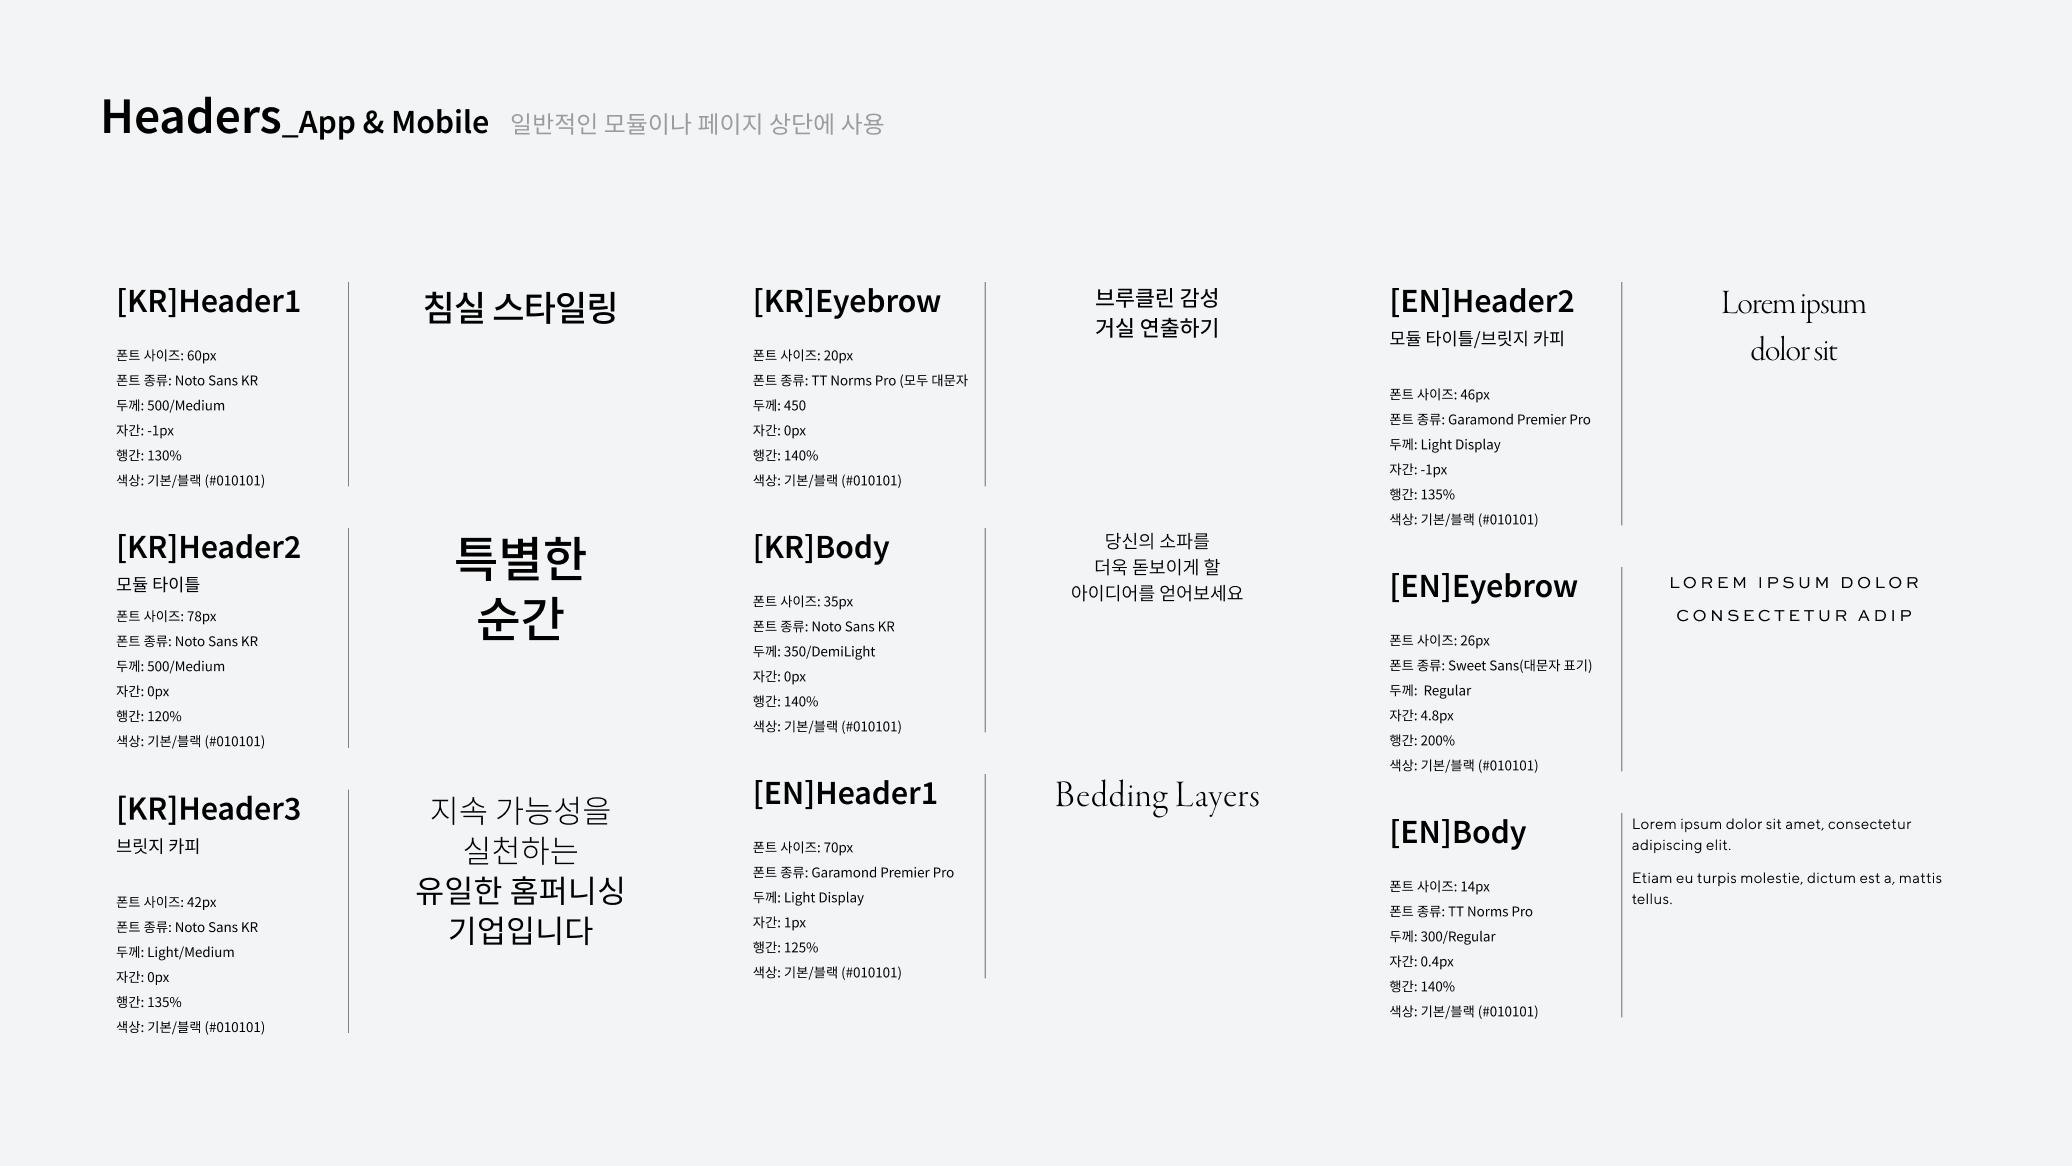 Headers_App & Mobile 일반적인 모듈이나 페이지 상단에 사용
[KR]Header1
폰트 사이즈: 60px
폰트 종류: Noto Sans KR
두께: 500/Medium
자간: -1px
행간: 130%
색상: 기본/블랙 (#010101)
침실 스타일링
[KR]Header2
모듈 타이틀
폰트 사이즈: 78px
폰트 종류: Noto Sans KR
두께: 500/Medium
자간: 0px
행간: 120%
색상: 기본/블랙 (#010101)
특별한
순간
[KR]Header3
브릿지 카피
폰트 사이즈: 42px
폰트 종류: Noto Sans KR
두께: Light/Medium
자간: 0px
행간: 135%
색상: 기본/블랙 (#010101)
지속 가능성을
실천하는
유일한 홈퍼니싱
기업입니다
[KR]Eyebrow
폰트 사이즈: 20px
폰트 종류: TT Norms Pro (모두 대문자
두께: 450
자간: 0px
행간: 140%
색상: 기본/블랙 (#010101)
브루클린 감성
거실 연출하기
[KR]Body
폰트 사이즈: 35px
폰트 종류: Noto Sans KR
두께: 350/DemiLight
자간: 0px
행간: 140%
색상: 기본/블랙 (#010101)
당신의 소파를
더욱 돋보이게 할
아이디어를 얻어보세요
[EN]Header1
폰트 사이즈: 70px
폰트 종류: Garamond Premier Pro
두께: Light Display
자간: 1px
행간: 125%
색상: 기본/블랙 (#010101)
Bedding Layers
[EN]Header2
모듈 타이틀/브릿지 카피
폰트 사이즈: 46px
폰트 종류: Garamond Premier Pro
두께: Light Display
자간: -1px
행간: 135%
색상: 기본/블랙 (#010101)
Lorem ipsum
dolor sit
[EN]Eyebrow
폰트 사이즈: 26px
폰트 종류: Sweet Sans(대문자 표기)
두께:  Regular
자간: 4.8px
행간: 200%
색상: 기본/블랙 (#010101)
LOREM IPSUM DOLOR
CONSECTETUR ADIP
[EN]Body
폰트 사이즈: 14px
폰트 종류: TT Norms Pro
두께: 300/Regular
자간: 0.4px
행간: 140%
색상: 기본/블랙 (#010101)
Lorem ipsum dolor sit amet, consectetur
adipiscing elit.
Etiam eu turpis molestie, dictum est a, mattis
tellus.